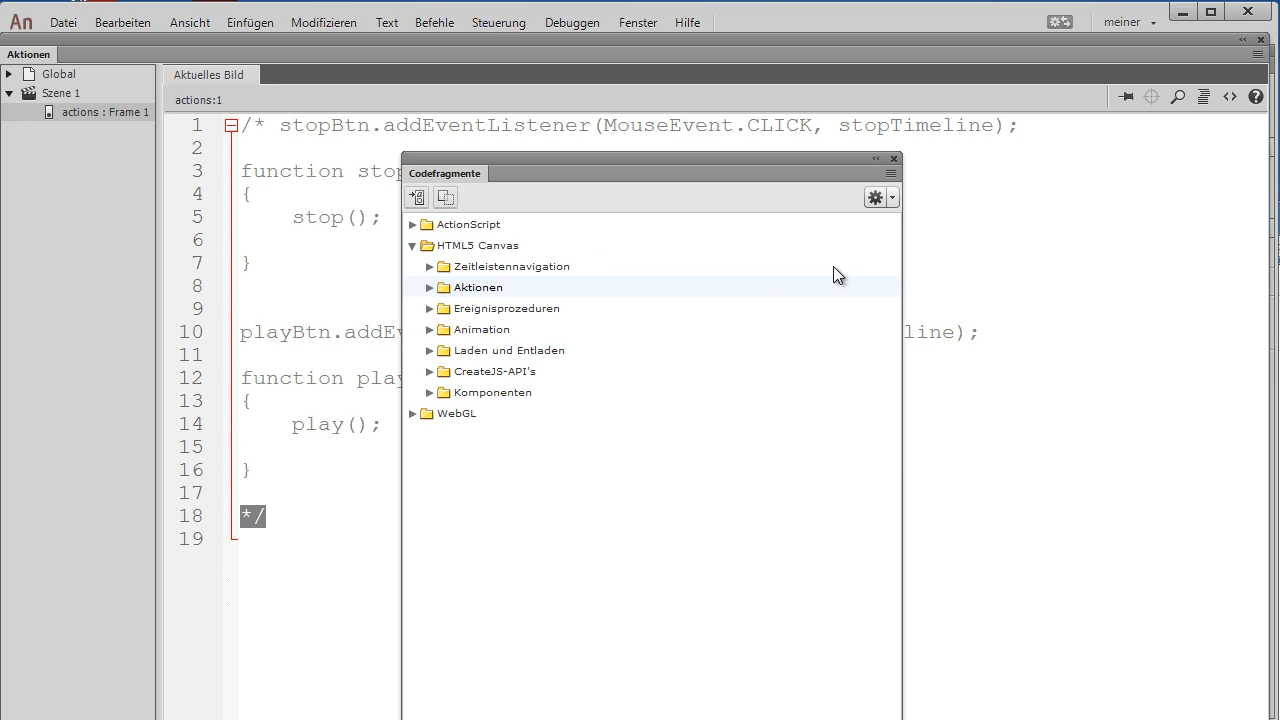 An Datei Bearbeiten Ansicht Einfügen Modifizieren Text Befehle Steuerung Debuggen Fenster Hilfe meiner
Aktionen
Global
Szene 1
actions : Frame 1
Aktuelles Bild
actions:1
1 /* stopBtn.addEventListener(MouseEvent.CLICK, stopTimeline);
2
3 function stop
4 {
5 stop();
6
7 }
8
9
10 playBtn.addEv line);
11
12 function play
13 {
14 play();
15
16 }
17
18 */
19
Codefragmente
ActionScript
HTML5 Canvas
Zeitleistennavigation
Aktionen
Ereignisprozeduren
Animation
Laden und Entladen
CreateJS-API's
Komponenten
WebGL